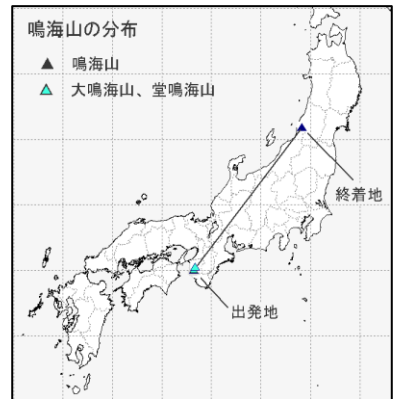 鳴海山の分布
▲ 鳴海山
▲ 大鳴海山、堂鳴海山
終着地
出発地